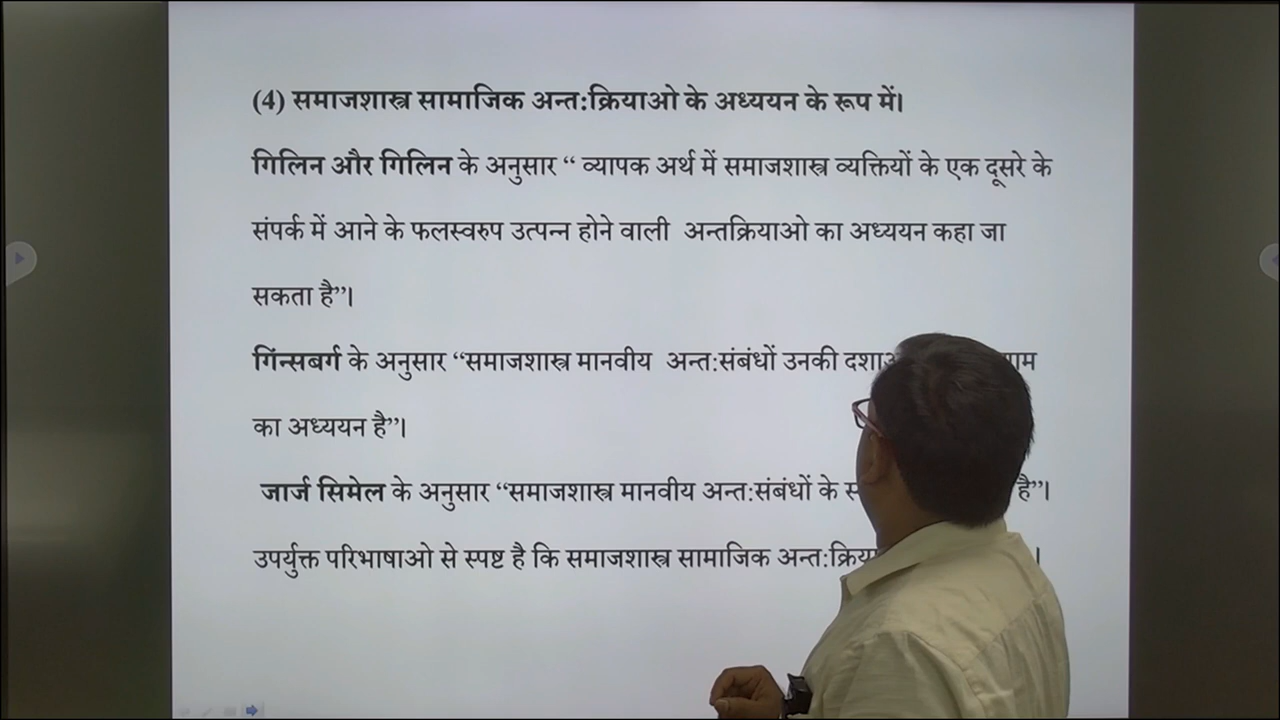 (4) समाजशास्त्र सामाजिक अन्त:क्रियाओ के अध्ययन के रूप में।
गिलिन और गिलिन के अनुसार “ व्यापक अर्थ में समाजशास्त्र व्यक्तियों के एक दूसरे के
संपर्क में आने के फलस्वरुप उत्पन्न होने वाली अन्तक्रियाओ का अध्ययन कहा जा
सकता है”।
गिंन्सबर्ग के अनुसार “समाजशास्त्र मानवीय अन्त:संबंधों उनकी
का अध्ययन है”।
जार्ज सिमेल के अनुसार “समाजशास्त्र मानवीय अन्त:संबंधों के है”।
उपर्युक्त परिभाषाओ से स्पष्ट है कि समाजशास्त्र सामाजिक ।